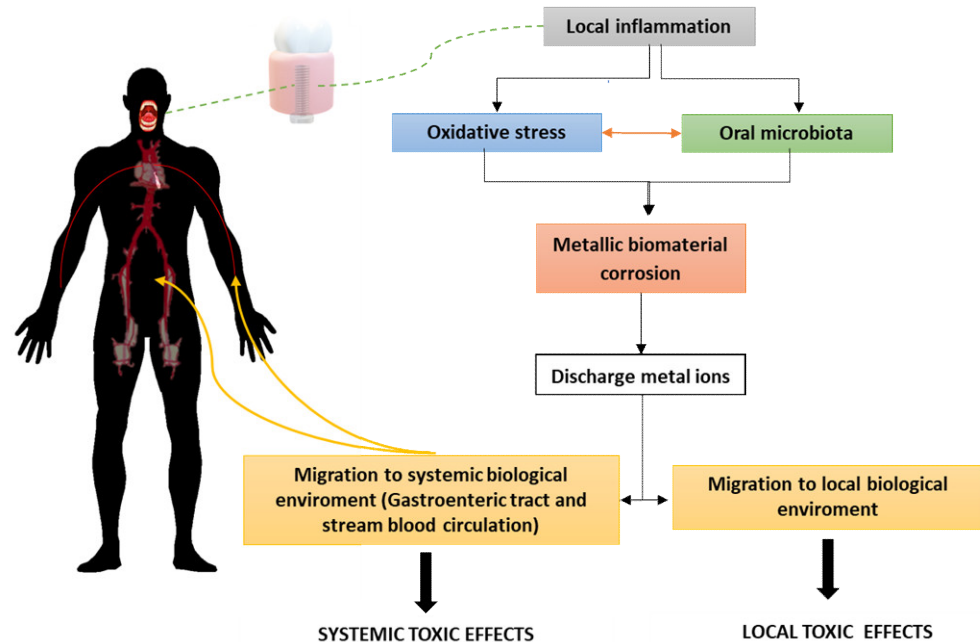 Local inflammation
Oxidative stress
Oral microbiota
Metallic biomaterial
corrosion
Discharge metal ions
Migration to systemic biological
enviroment (Gastroenteric tract and
stream blood circulation)
Migration to local biological
enviroment
SYSTEMIC TOXIC EFFECTS
LOCAL TOXIC EFFECTS